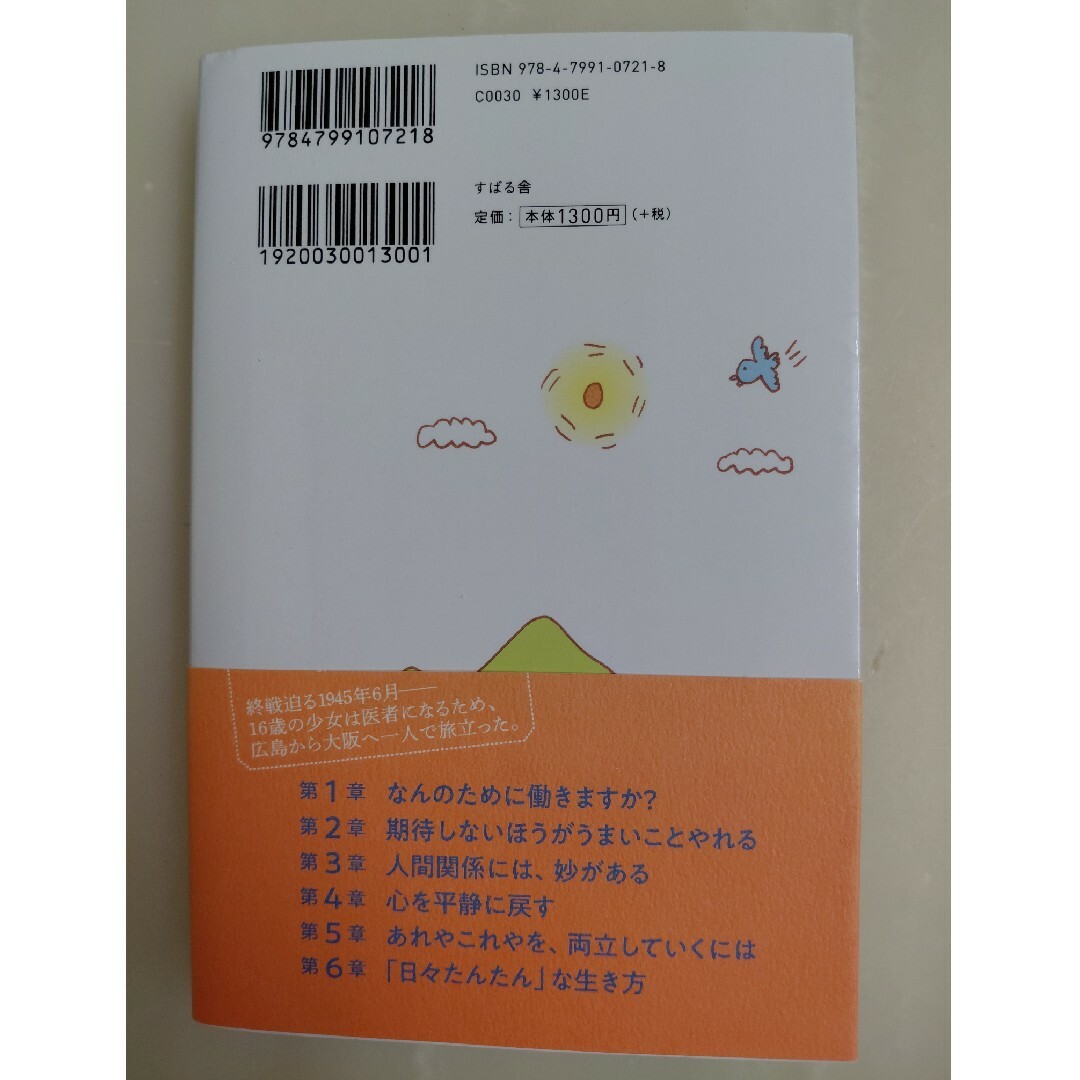 ISBN 978-4-7991-0721-8
C0030 ¥1300E
9784799107218
すばる舎
定価：本体1300円（+税）
1920030013001
終戦迫る1945年6月――
16歳の少女は医者になるため、
広島から大阪へ一人で旅立った。
第1章 なんのために働きますか？
第2章 期待しないほうがうまいことやれる
第3章 人間関係には、妙がある
第4章 心を平静に戻す
第5章 あれやこれやを、両立していくには
第6章 「日々たんたん」な生き方